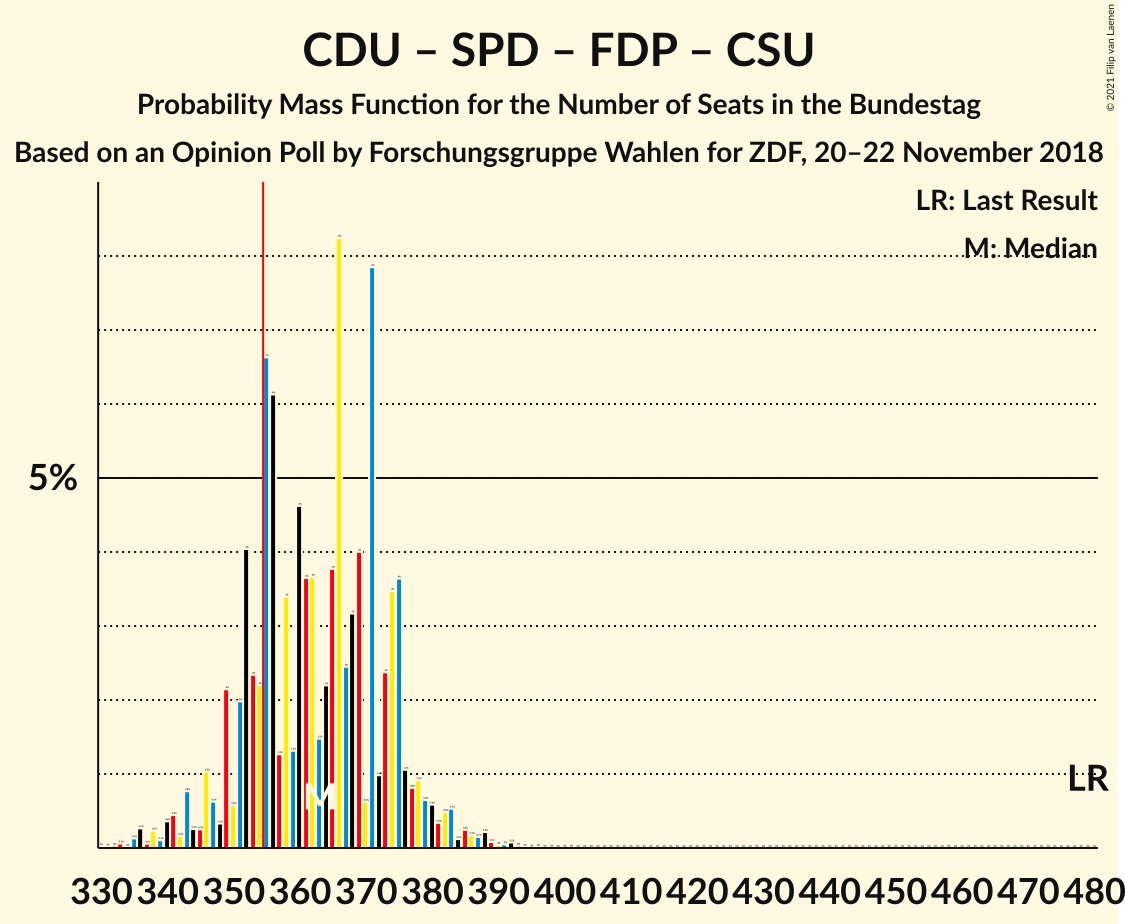 CDU – SPD – FDP – CSU
Probability Mass Function for the Number of Seats in the Bundestag
Based on an Opinion Poll by Forschungsgruppe Wahlen for ZDF, 20–22 November 2018
© 2021 Filip van Laenen
LR: Last Result
M: Median
5%
M
LR
330 340 350 360 370 380 390 400 410 420 430 440 450 460 470 480